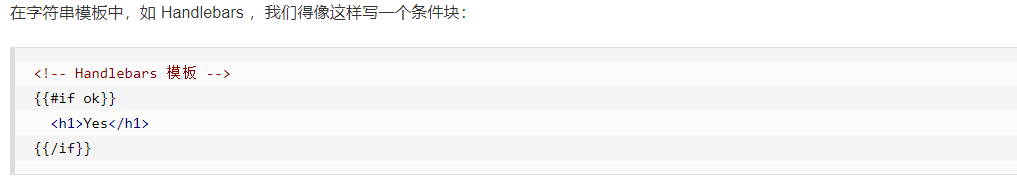 在字符串模板中，如 Handlebars ，我们得像这样写一个条件块：
<!-- Handlebars 模板 -->
{{#if ok}}
  <h1>Yes</h1>
{{/if}}